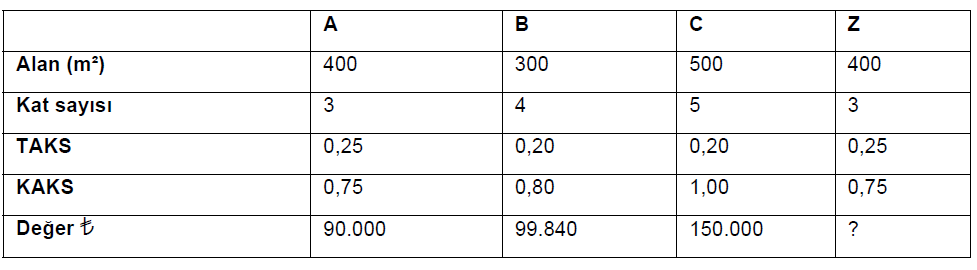 A B C Z
Alan (m²) 400 300 500 400
Kat sayısı 3 4 5 3
TAKS 0,25 0,20 0,20 0,25
KAKS 0,75 0,80 1,00 0,75
Değer ₺ 90.000 99.840 150.000 ?